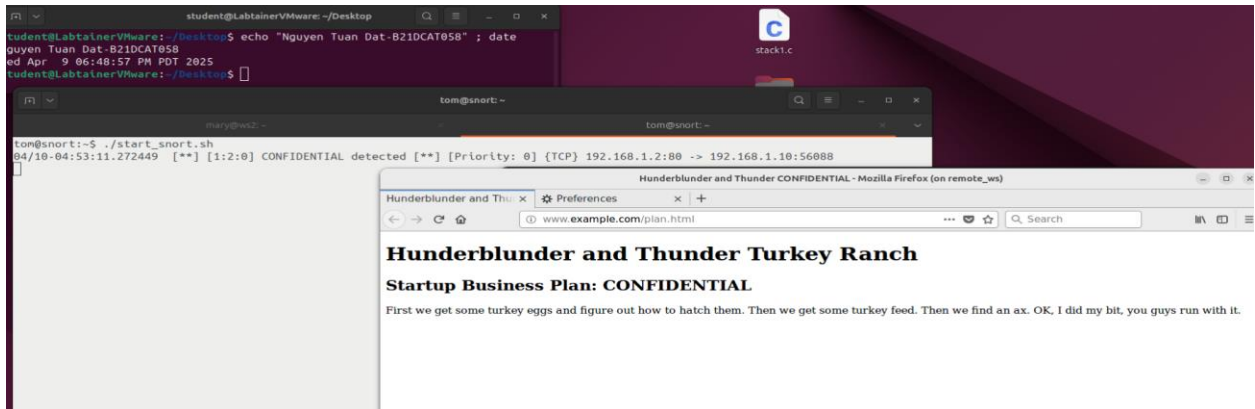 student@LabtainerVMware: ~/Desktop
tudent@LabtainerVMware:~/Desktop$ echo "Nguyen Tuan Dat-B21DCAT058" ; date
guyen Tuan Dat-B21DCAT058
ed Apr 9 06:48:57 PM PDT 2025
tudent@LabtainerVMware:~/Desktop$
C
stack1.c
tom@snort: ~
mary@ws2: ~
tom@snort: ~
tom@snort:~$ ./start_snort.sh
04/10-04:53:11.272449 [**] [1:2:0] CONFIDENTIAL detected [**] [Priority: 0] {TCP} 192.168.1.2:80 -> 192.168.1.10:56088
Hunderblunder and Thunder CONFIDENTIAL - Mozilla Firefox (on remote_ws)
Hunderblunder and Thu
Preferences
www.example.com/plan.html
Search
Hunderblunder and Thunder Turkey Ranch
Startup Business Plan: CONFIDENTIAL
First we get some turkey eggs and figure out how to hatch them. Then we get some turkey feed. Then we find an ax. OK, I did my bit, you guys run with it.